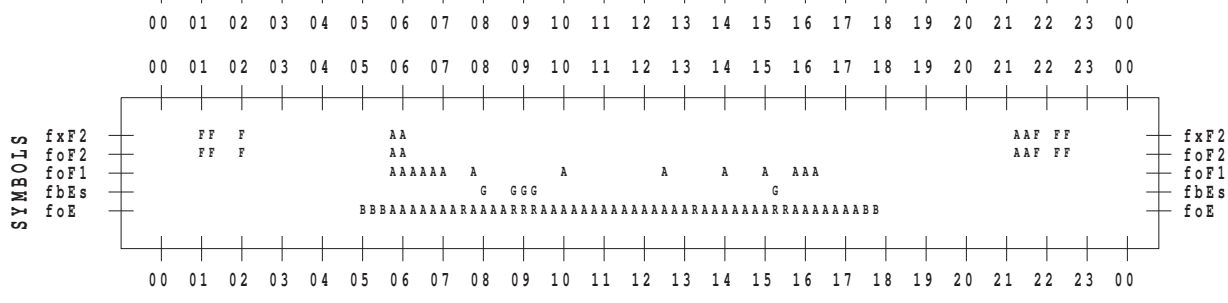 00 01 02 03 04 05 06 07 08 09 10 11 12 13 14 15 16 17 18 19 20 21 22 23 00
00 01 02 03 04 05 06 07 08 09 10 11 12 13 14 15 16 17 18 19 20 21 22 23 00
SYMBOLS
fxF2 FF F AA AAF FF fxF2
foF2 FF F AA AAF FF foF2
foF1 AAAAAA A A A A A AAA foF1
fbEs G GGG G fbEs
foE BBBAAAAAAARAAAARRRAAAAAAAAAAAAAAARAAAAAAARRAAAAAAABB foE
00 01 02 03 04 05 06 07 08 09 10 11 12 13 14 15 16 17 18 19 20 21 22 23 00